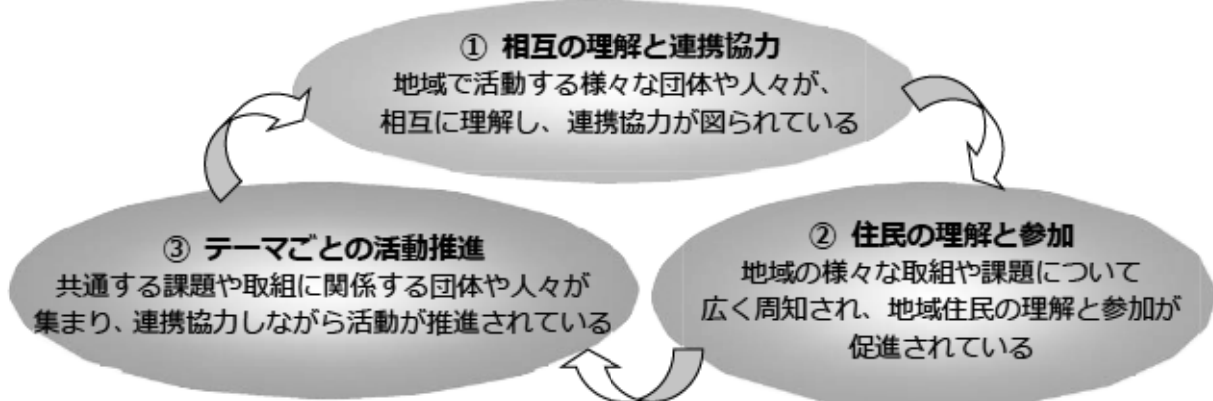 ① 相互の理解と連携協力
地域で活動する様々な団体や人々が、
相互に理解し、連携協力が図られている
② 住民の理解と参加
地域の様々な取組や課題について
広く周知され、地域住民の理解と参加が
促進されている
③ テーマごとの活動推進
共通する課題や取組に関係する団体や人々が
集まり、連携協力しながら活動が推進されている